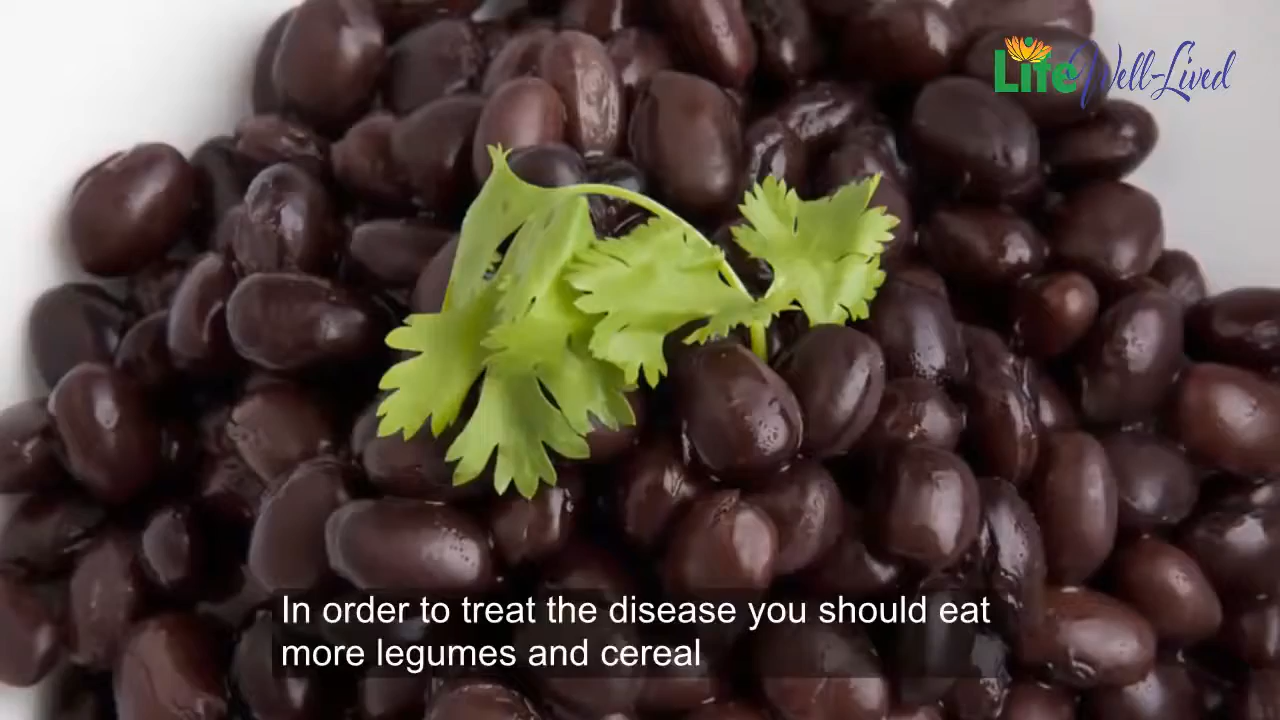 Life Well-Lived
In order to treat the disease you should eat
more legumes and cereal